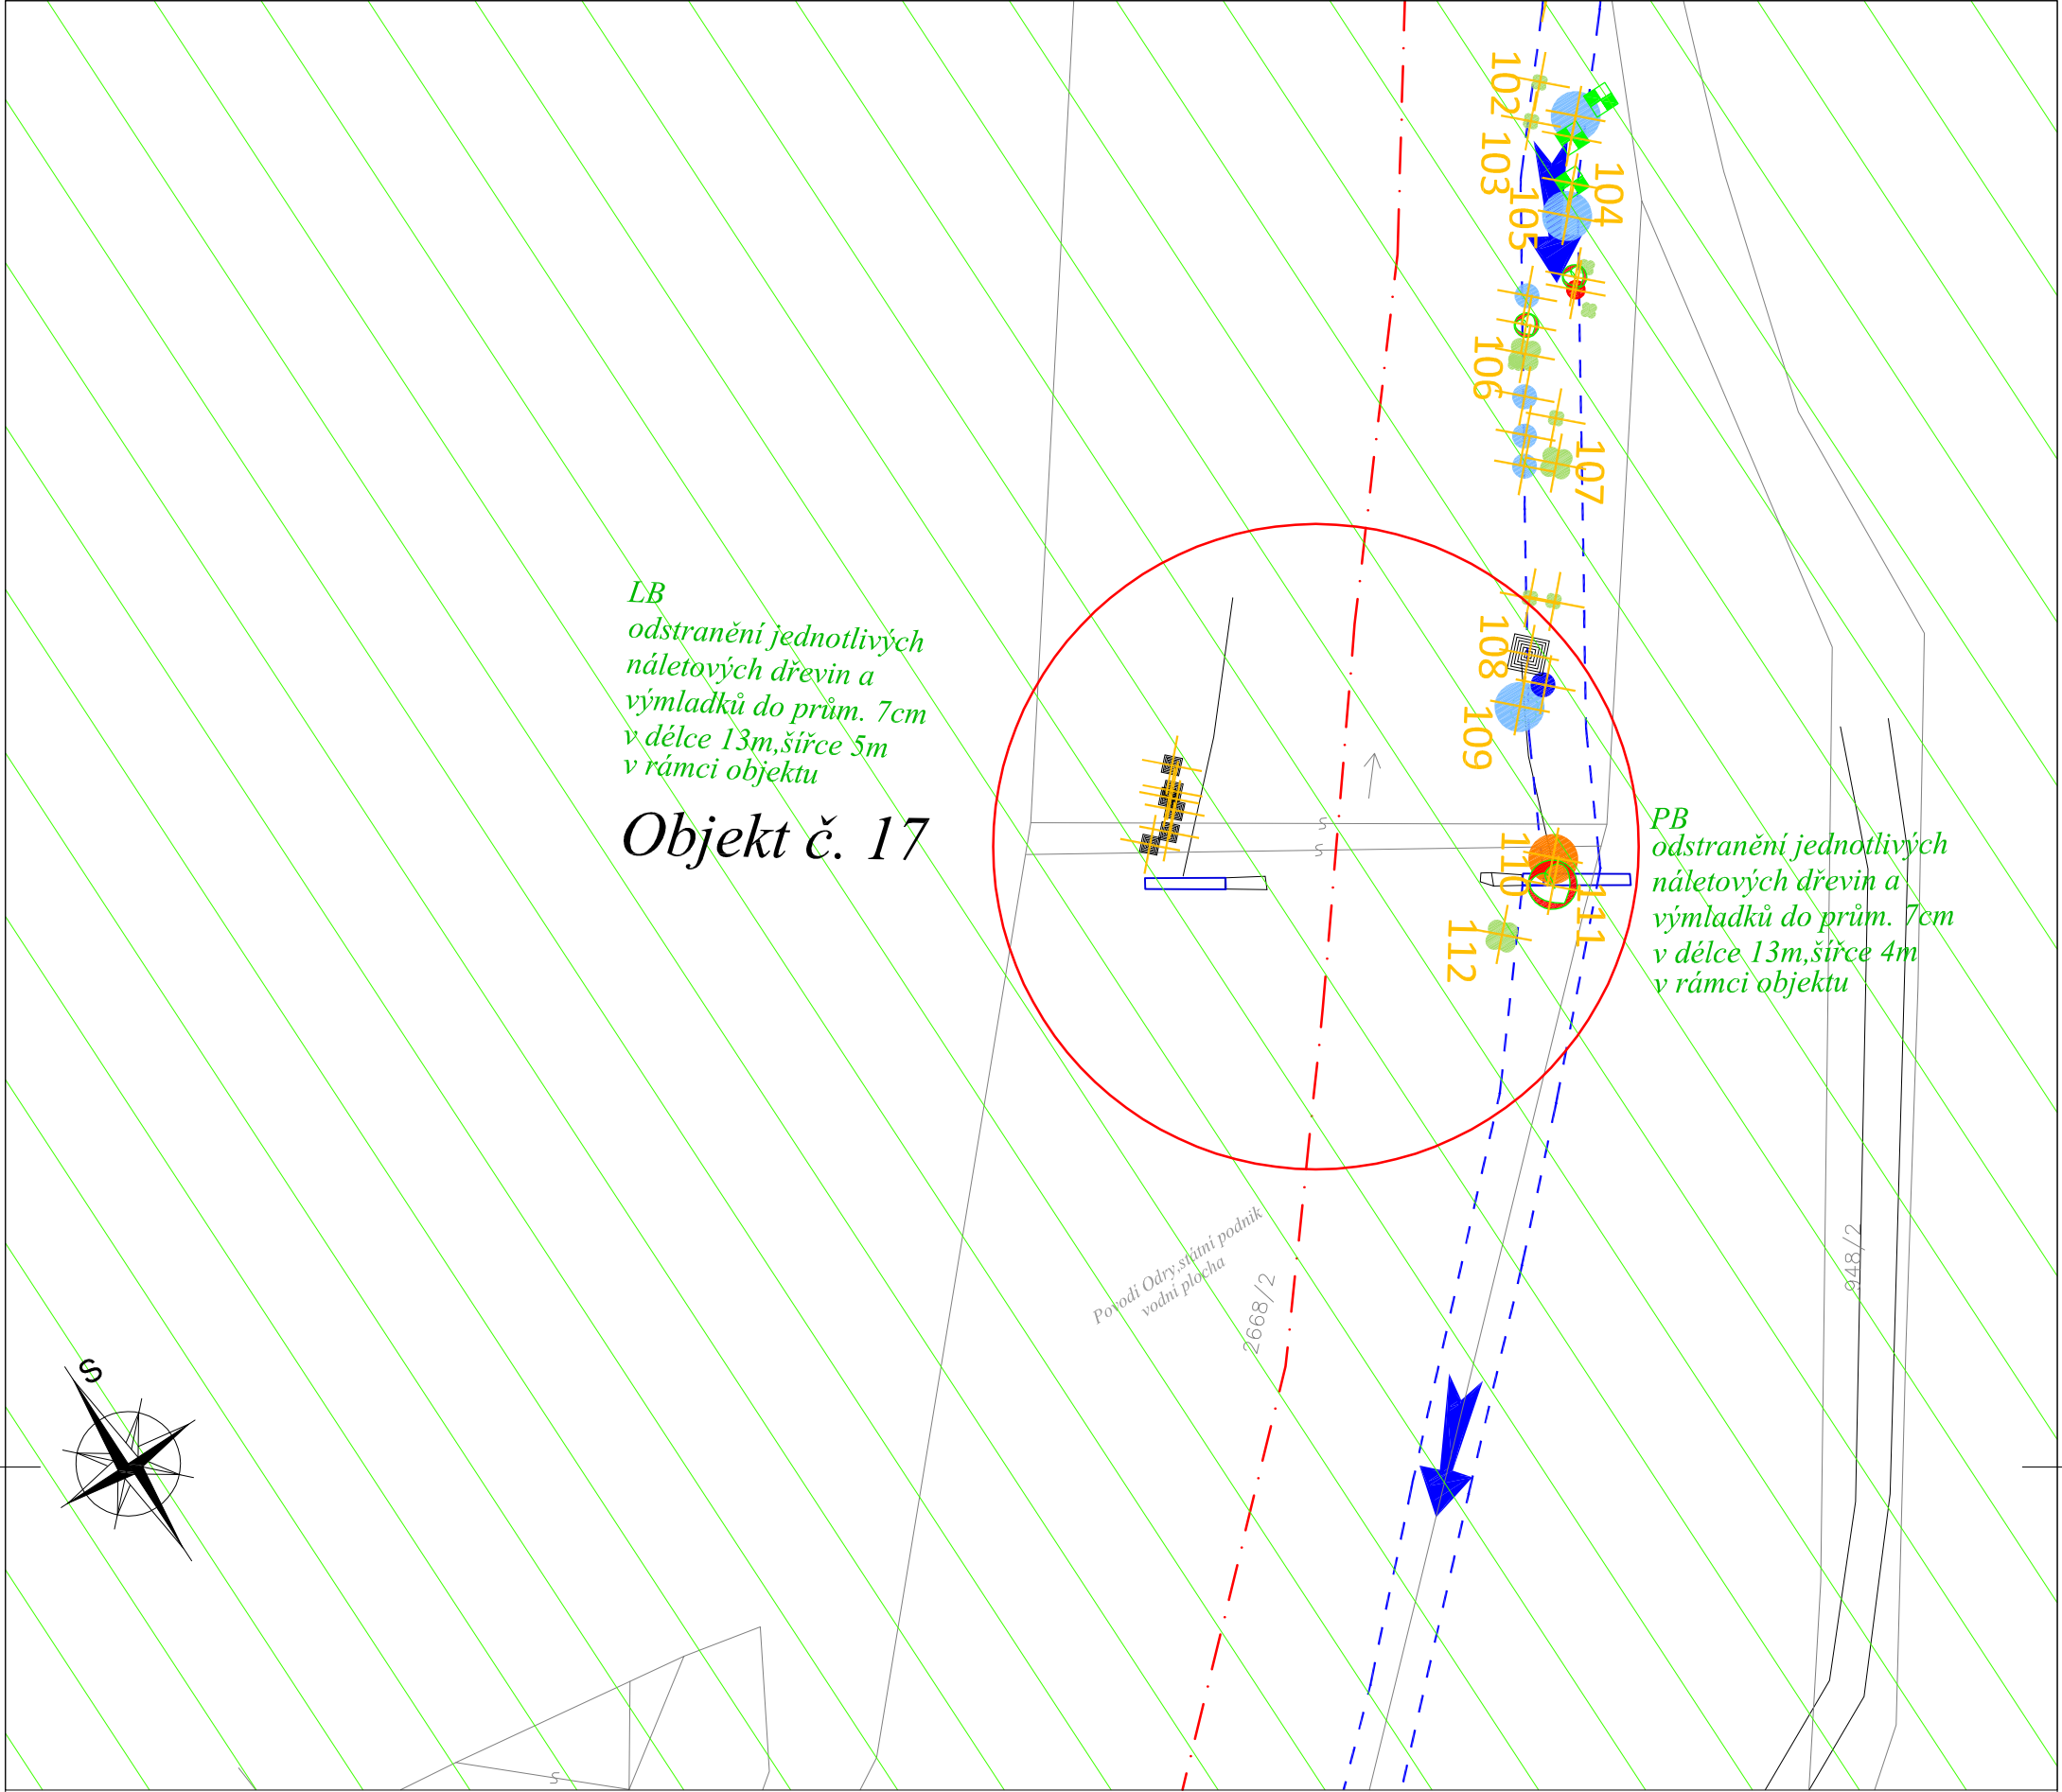 102
103
104
105
106
107
LB
odstranění jednotlivých
náletových dřevin a
výmladků do prům. 7cm
v délce 13m,šířce 5m
v rámci objektu
108
109
Objekt č. 17
S
S
110
111
112
PB
odstranění jednotlivých
náletových dřevin a
výmladků do prům. 7cm
v délce 13m,šířce 4m
v rámci objektu
Povodí Odry,státní podnik
vodní plocha
2668/2
948/2
S
S